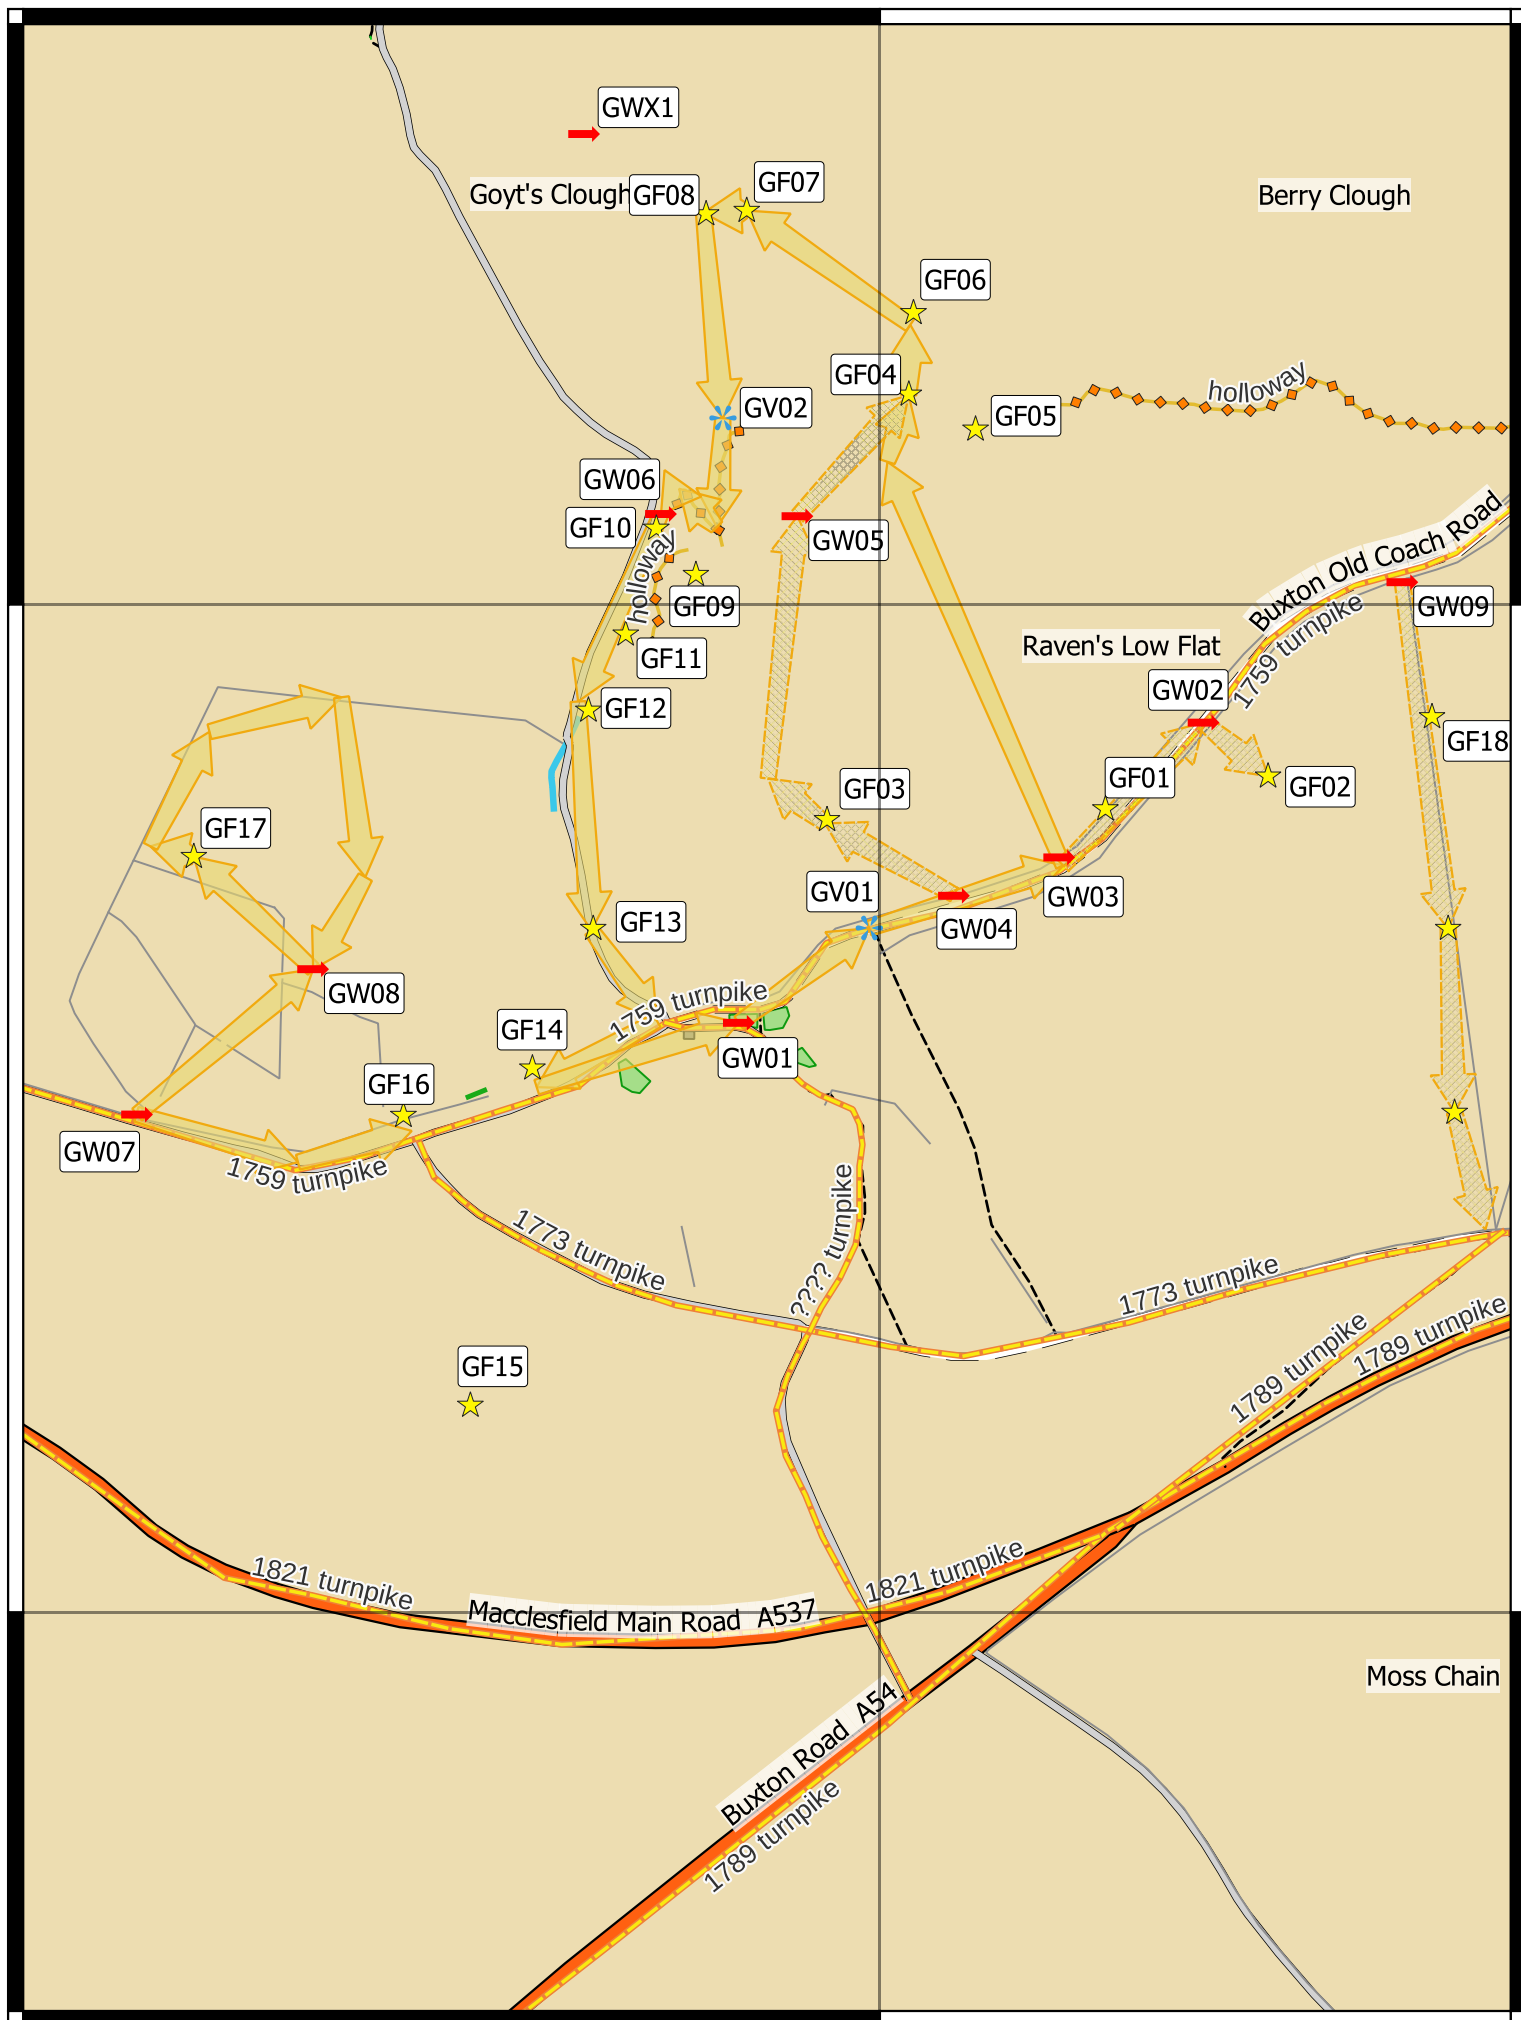 GWX1
GF07
Goyt's Clough
GF08
Berry Clough
GF06
GF04
holloway
GV02
GF05
GW06
GF10
GW05
Buxton Old Coach Road
holloway
GF09
GW09
1759 turnpike
GF11
Raven's Low Flat
GW02
GF12
GF18
GF01
GF02
GF03
GF17
GV01
GW03
GF13
GW04
GW08
1759 turnpike
GF14
GW01
GF16
GW07
1759 turnpike
1773 turnpike
???? turnpike
1773 turnpike
1789 turnpike
1789 turnpike
GF15
1821 turnpike
1821 turnpike
Macclesfield Main Road A537
Moss Chain
Buxton Road A54
1789 turnpike